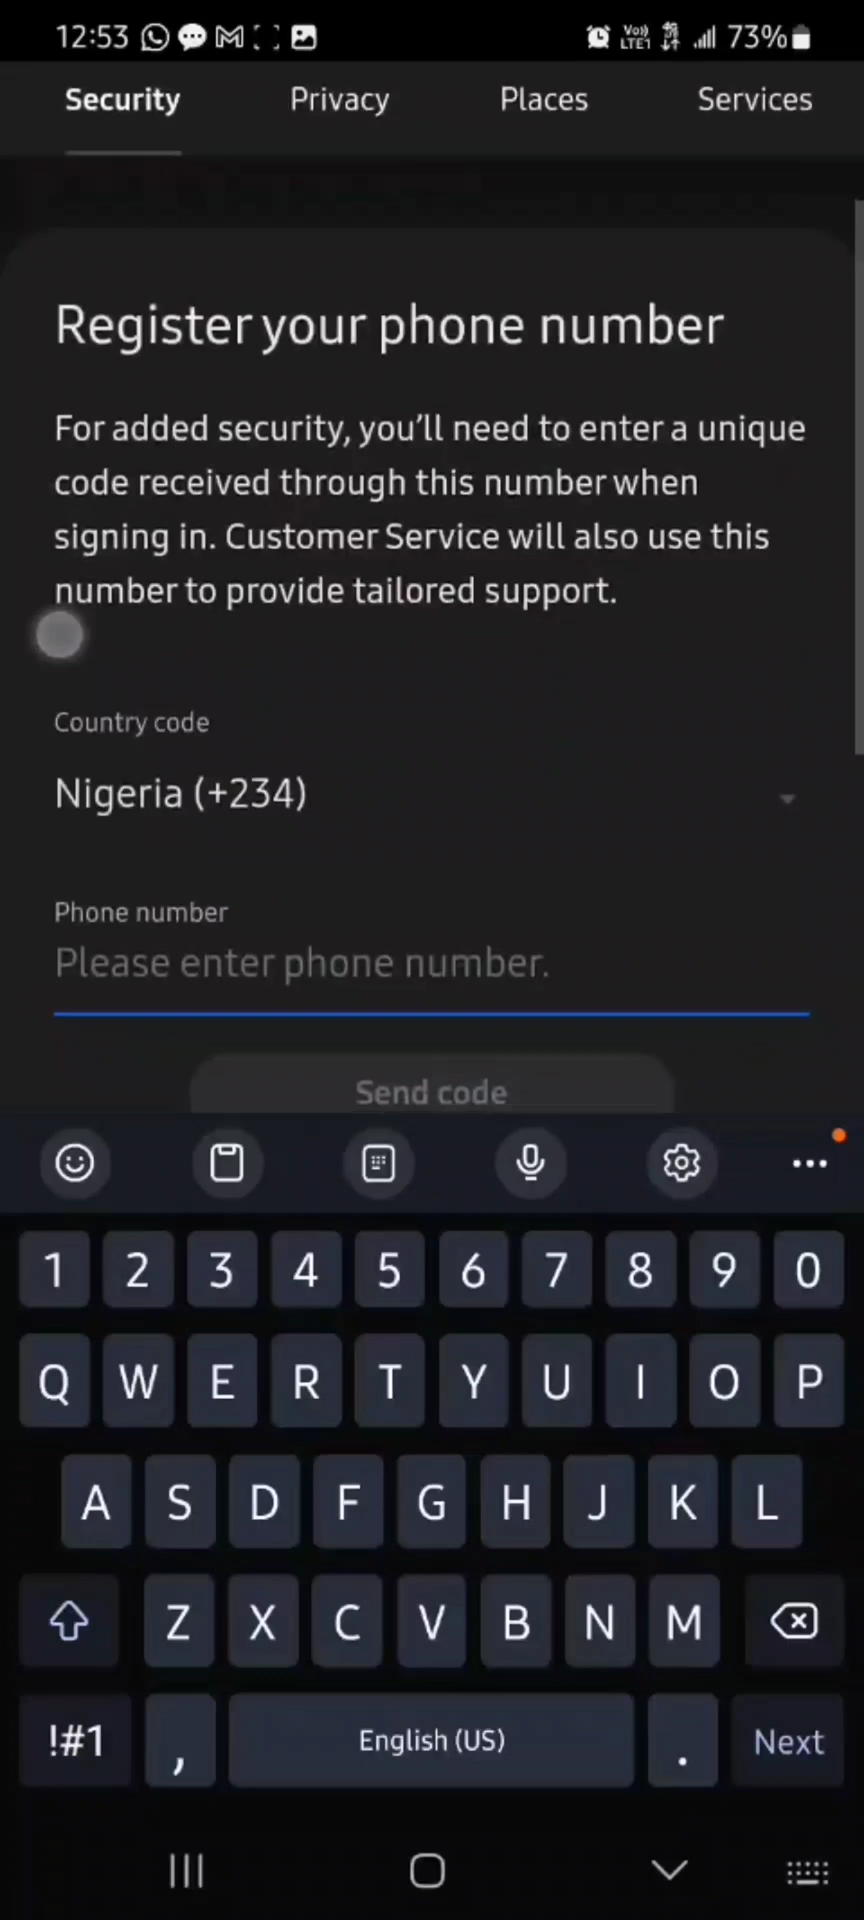 12:53 73%
Vo)) LTE1 4G
Security Privacy Places Services
Register your phone number
For added security, you’ll need to enter a unique
code received through this number when
signing in. Customer Service will also use this
number to provide tailored support.
Country code
Nigeria (+234)
Phone number
Please enter phone number.
Send code
1 2 3 4 5 6 7 8 9 0
Q W E R T Y U I O P
A S D F G H J K L
Z X C V B N M
!#1 , English (US) . Next